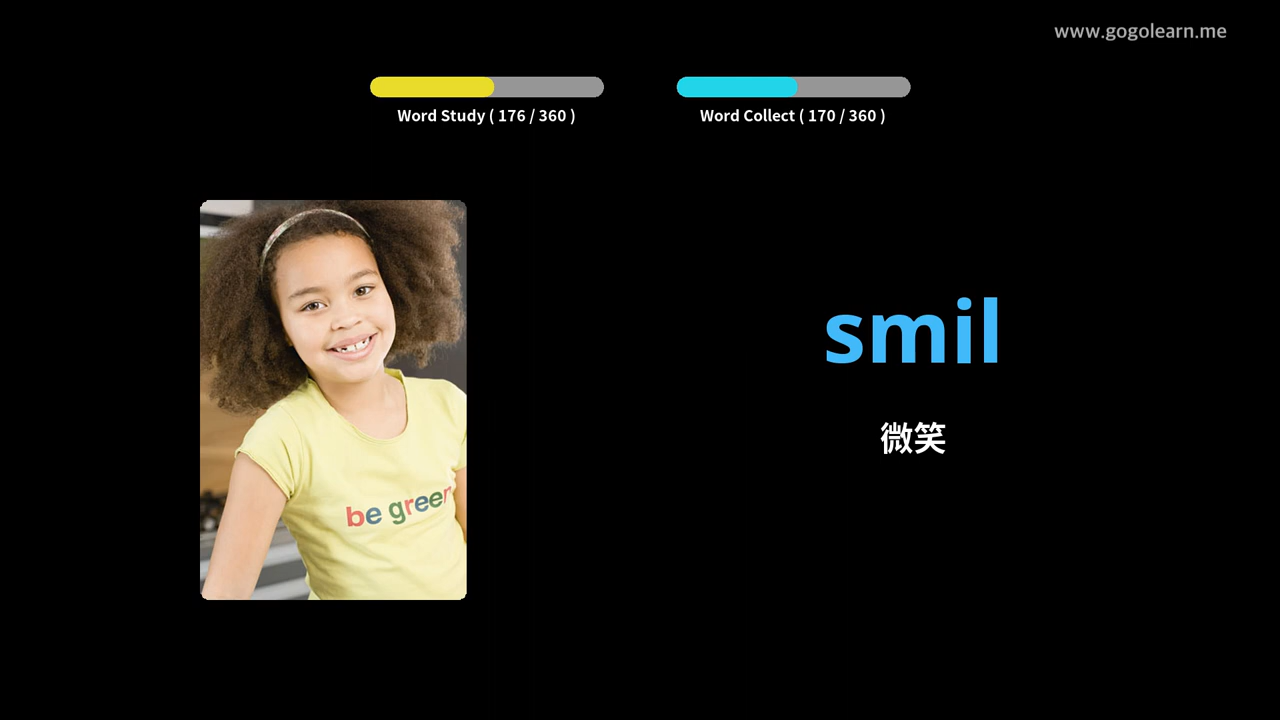 www.gogolearn.me
Word Study ( 176 / 360 )
Word Collect ( 170 / 360 )
smil
微笑
be green